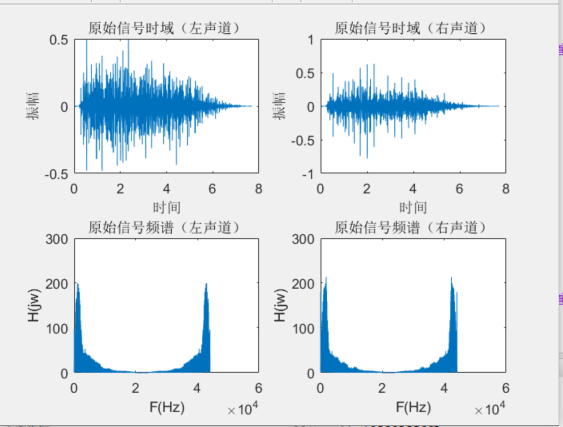 原始信号时域（左声道）
0.5
0
-0.5
振幅
0 2 4 6 8
时间
原始信号时域（右声道）
1
0.5
0
-0.5
-1
振幅
0 2 4 6 8
时间
原始信号频谱（左声道）
300
200
100
0
H(jw)
0 2 4 6
F(Hz)
×10⁴
原始信号频谱（右声道）
300
200
100
0
H(jw)
0 2 4 6
F(Hz)
×10⁴